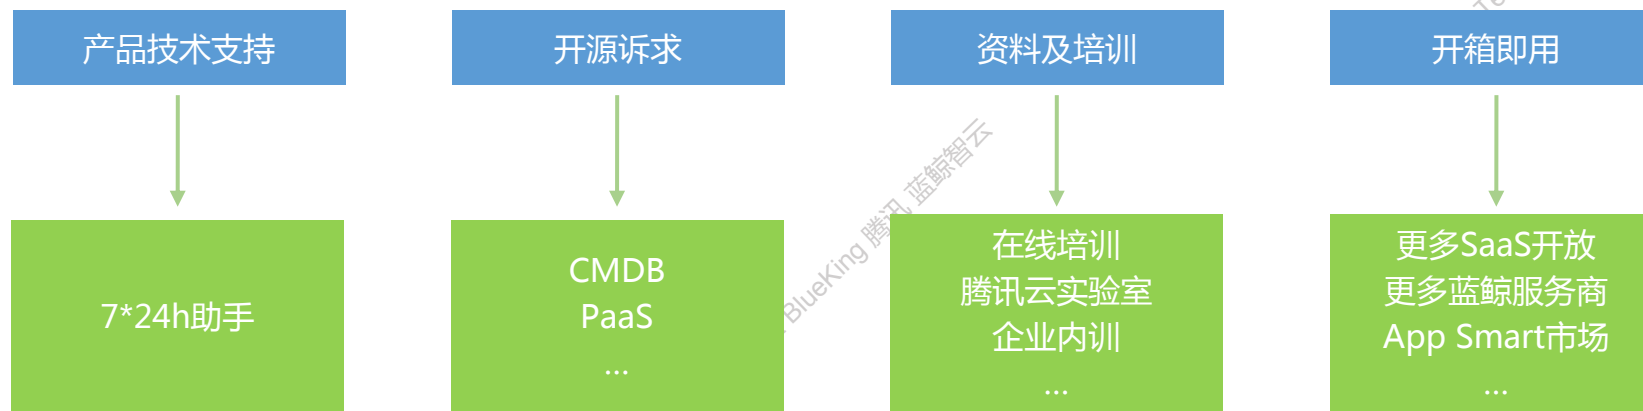 产品技术支持
开源诉求
资料及培训
开箱即用
7*24h助手
CMDB
PaaS
...
在线培训
腾讯云实验室
企业内训
...
更多SaaS开放
更多蓝鲸服务商
App Smart市场
...
BlueKing 腾讯 蓝鲸智云